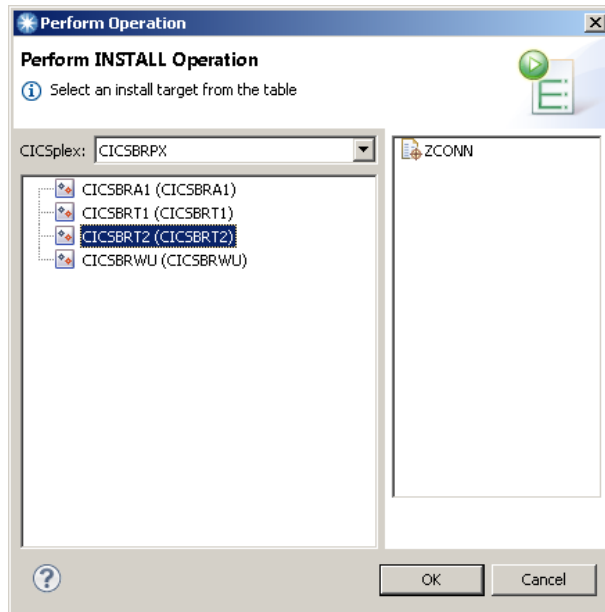 Perform Operation
Perform INSTALL Operation
Select an install target from the table
CICSplex: CICSBRPX
ZCONN
CICSBRA1 (CICSBRA1)
CICSBRT1 (CICSBRT1)
CICSBRT2 (CICSBRT2)
CICSBRWU (CICSBRWU)
OK Cancel